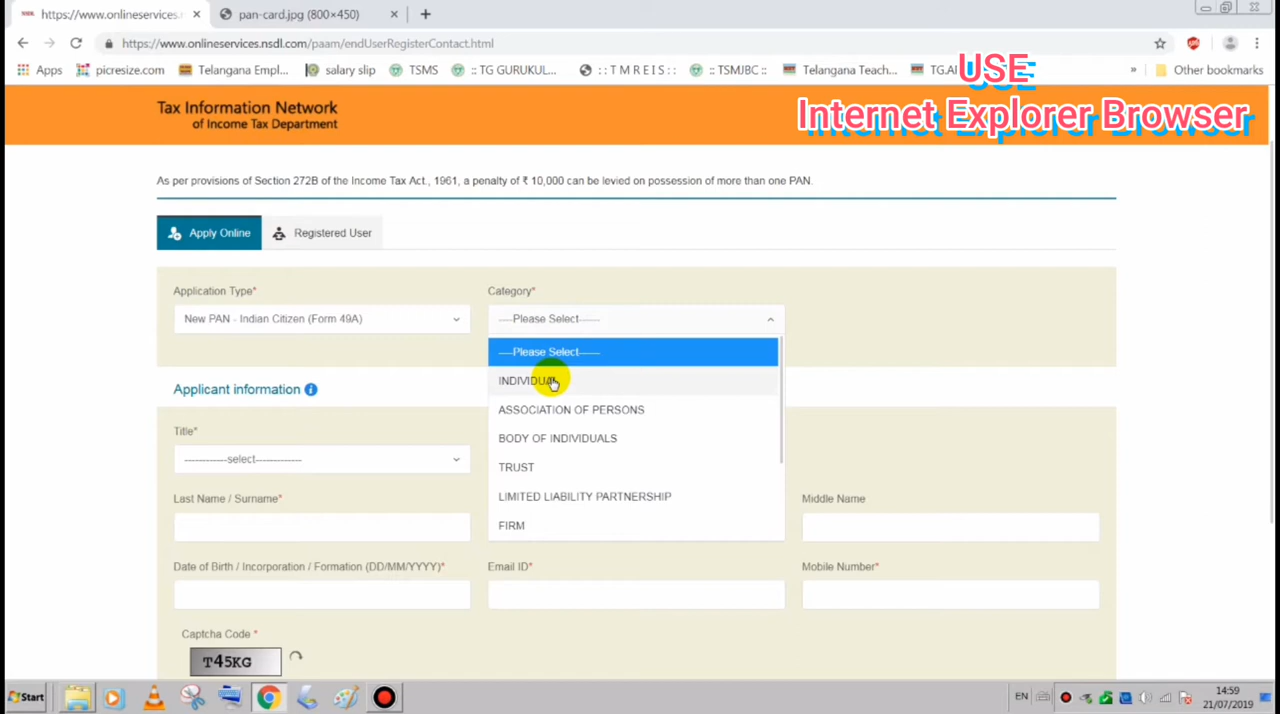 https://www.onlineservices.
pan-card.jpg (800×450)
https://www.onlineservices.nsdl.com/paam/endUserRegisterContact.html
Apps
picresize.com
Telangana Empl...
salary slip
TSMS
:: TG GURUKUL...
: : T M R E I S : :
:: TSMJBC ::
Telangana Teach...
»
Other bookmarks
USE
Internet Explorer Browser
Tax Information Network
of Income Tax Department
As per provisions of Section 272B of the Income Tax Act., 1961, a penalty of ₹ 10,000 can be levied on possession of more than one PAN.
Apply Online
Registered User
Application Type*
Category*
New PAN - Indian Citizen (Form 49A)
----Please Select------
----Please Select------
INDIVIDUAL
ASSOCIATION OF PERSONS
BODY OF INDIVIDUALS
TRUST
LIMITED LIABILITY PARTNERSHIP
FIRM
Applicant information
Title*
------------select-------------
Last Name / Surname*
Middle Name
Date of Birth / Incorporation / Formation (DD/MM/YYYY)*
Email ID*
Mobile Number*
Captcha Code *
T45KG
Start
EN
14:59
21/07/2019